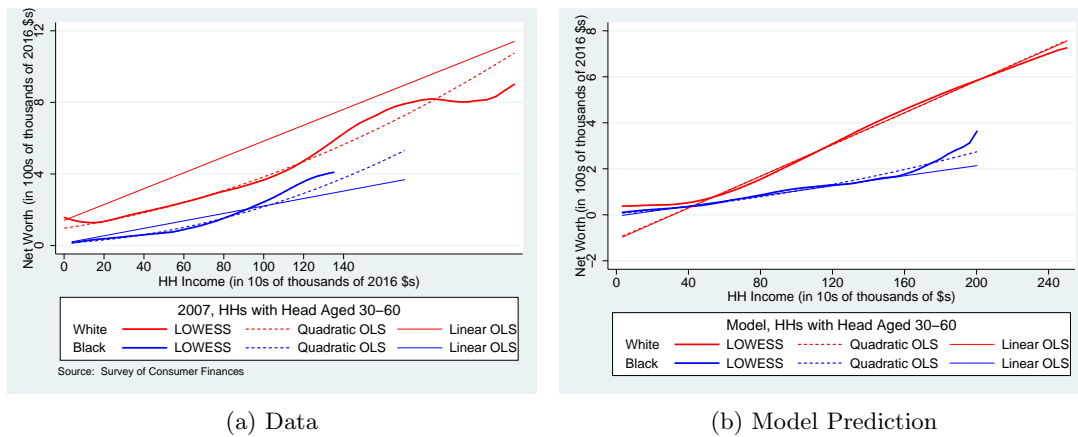 Net Worth (in 100s of thousands of 2016 $s)
12
8
4
0
0 20 40 60 80 100 120 140
HH Income (in 10s of thousands of 2016 $s)
2007, HHs with Head Aged 30–60
White LOWESS Quadratic OLS Linear OLS
Black LOWESS Quadratic OLS Linear OLS
Source: Survey of Consumer Finances
(a) Data
Net Worth (in 100s of thousands of 2016 $s)
8
6
4
2
0
−2
0 40 80 120 160 200 240
HH Income (in 10s of thousands of $s)
Model, HHs with Head Aged 30–60
White LOWESS Quadratic OLS Linear OLS
Black LOWESS Quadratic OLS Linear OLS
(b) Model Prediction